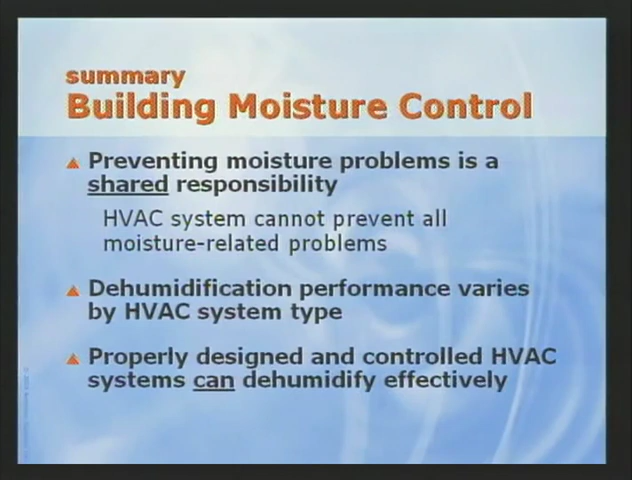 summary
Building Moisture Control
Preventing moisture problems is a
shared responsibility
HVAC system cannot prevent all
moisture-related problems
Dehumidification performance varies
by HVAC system type
Properly designed and controlled HVAC
systems can dehumidify effectively